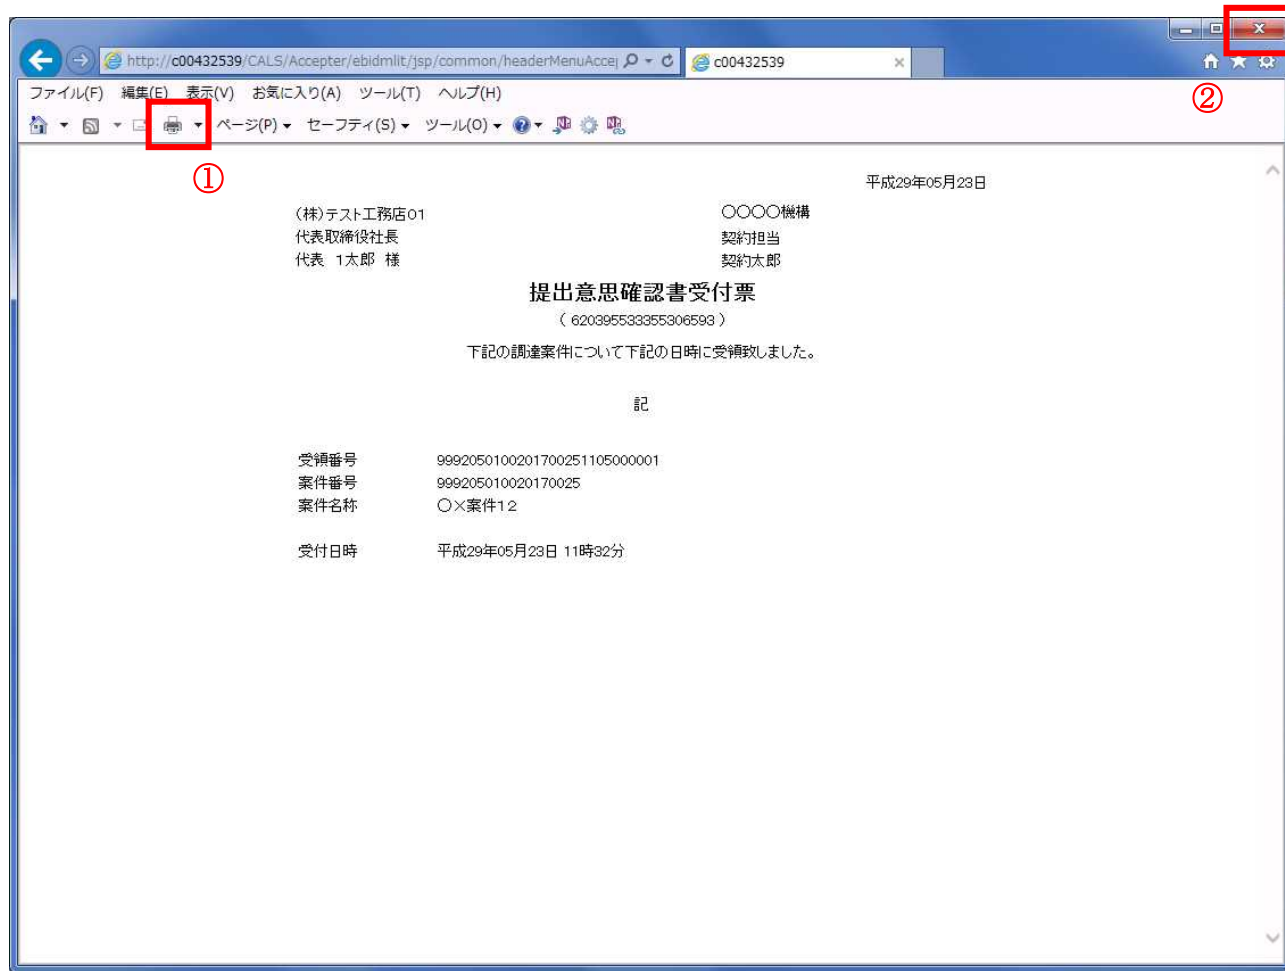 http://c00432539/CALS/Accepter/ebidmlit/jsp/common/headerMenuAccep
c00432539
ファイル(F) 編集(E) 表示(V) お気に入り(A) ツール(T) ヘルプ(H)
②
ページ(P) セーフティ(S) ツール(O)
①
平成29年05月23日
(株)テスト工務店01 〇〇〇〇機構
代表取締役社長 契約担当
代表 1太郎 様 契約太郎
提出意思確認書受付票
( 620395533355306593 )
下記の調達案件について下記の日時に受領致しました。
記
受領番号 99920501002017002511050​00001
案件番号 999205010020170025
案件名称 〇×案件12
受付日時 平成29年05月23日 11時32分